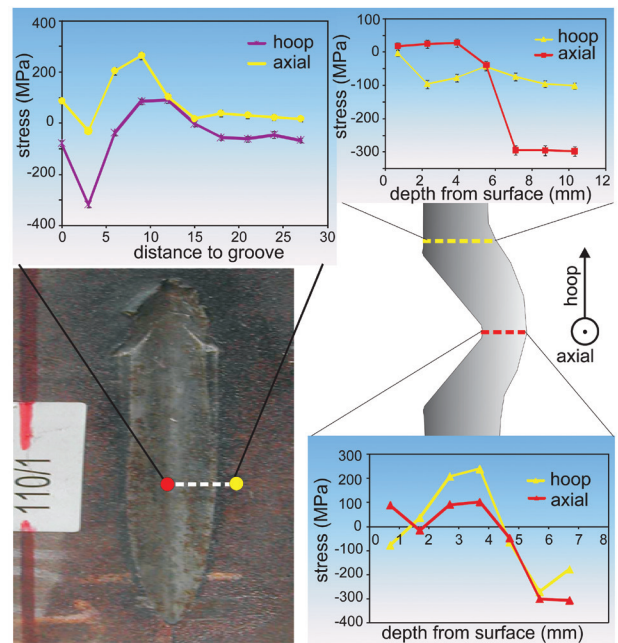 400
200
0
-200
-400
stress (MPa)
hoop
axial
0 5 10 15 20 25 30
distance to groove
100
0
-100
-200
-300
stress (MPa)
hoop
axial
0 2 4 6 8 10 12
depth from surface (mm)
hoop
axial
110/1
300
200
100
0
-100
-200
-300
-400
stress (MPa)
hoop
axial
0 1 2 3 4 5 6 7 8
depth from surface (mm)